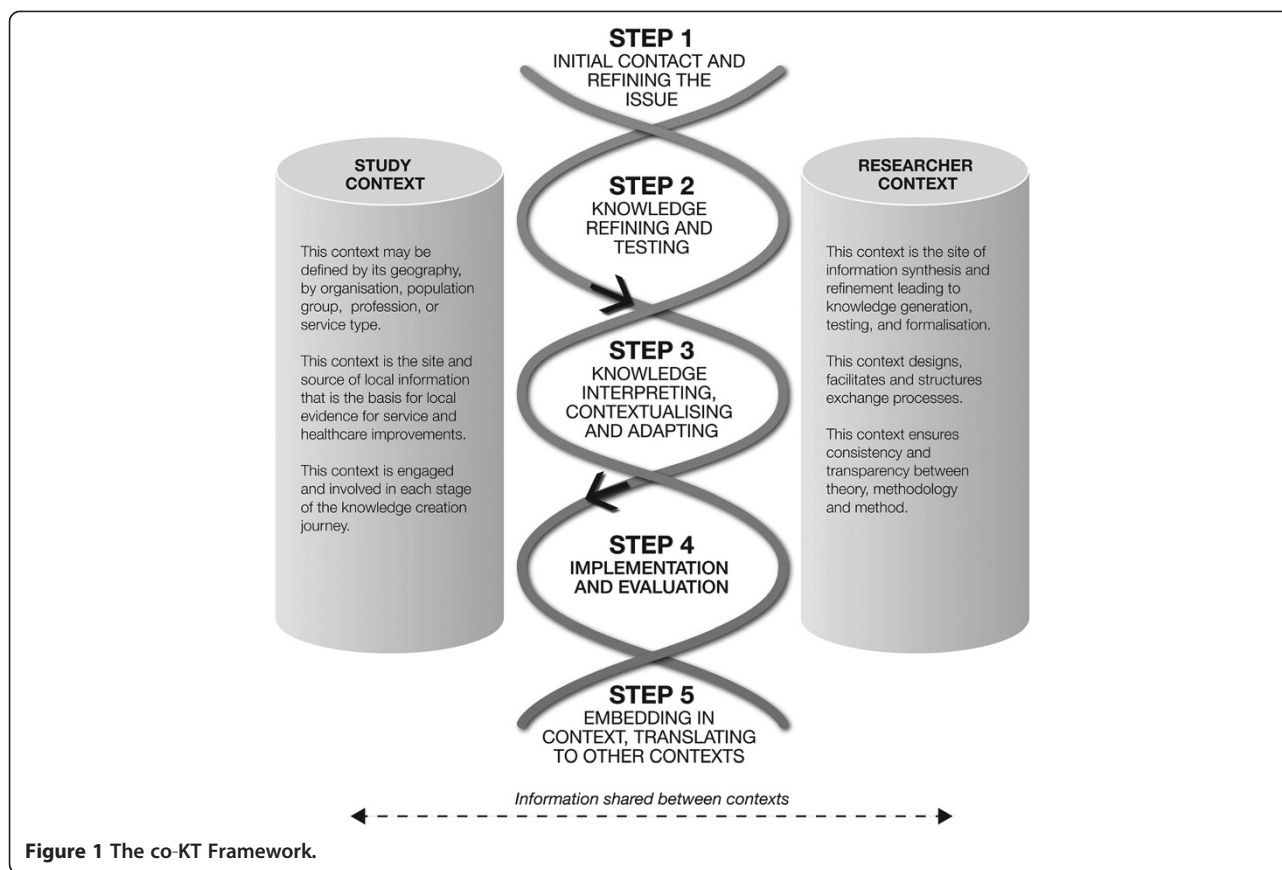 STEP 1
INITIAL CONTACT AND
REFINING THE
ISSUE
STUDY
CONTEXT
This context may be
defined by its geography,
by organisation, population
group, profession, or
service type.
This context is the site and
source of local information
that is the basis for local
evidence for service and
healthcare improvements.
This context is engaged
and involved in each stage
of the knowledge creation
journey.
STEP 2
KNOWLEDGE
REFINING AND
TESTING
STEP 3
KNOWLEDGE
INTERPRETING,
CONTEXTUALISING
AND ADAPTING
STEP 4
IMPLEMENTATION
AND EVALUATION
STEP 5
EMBEDDING IN
CONTEXT, TRANSLATING
TO OTHER CONTEXTS
RESEARCHER
CONTEXT
This context is the site of
information synthesis and
refinement leading to
knowledge generation,
testing, and formalisation.
This context designs,
facilitates and structures
exchange processes.
This context ensures
consistency and
transparency between
theory, methodology
and method.
Information shared between contexts
Figure 1 The co-KT Framework.